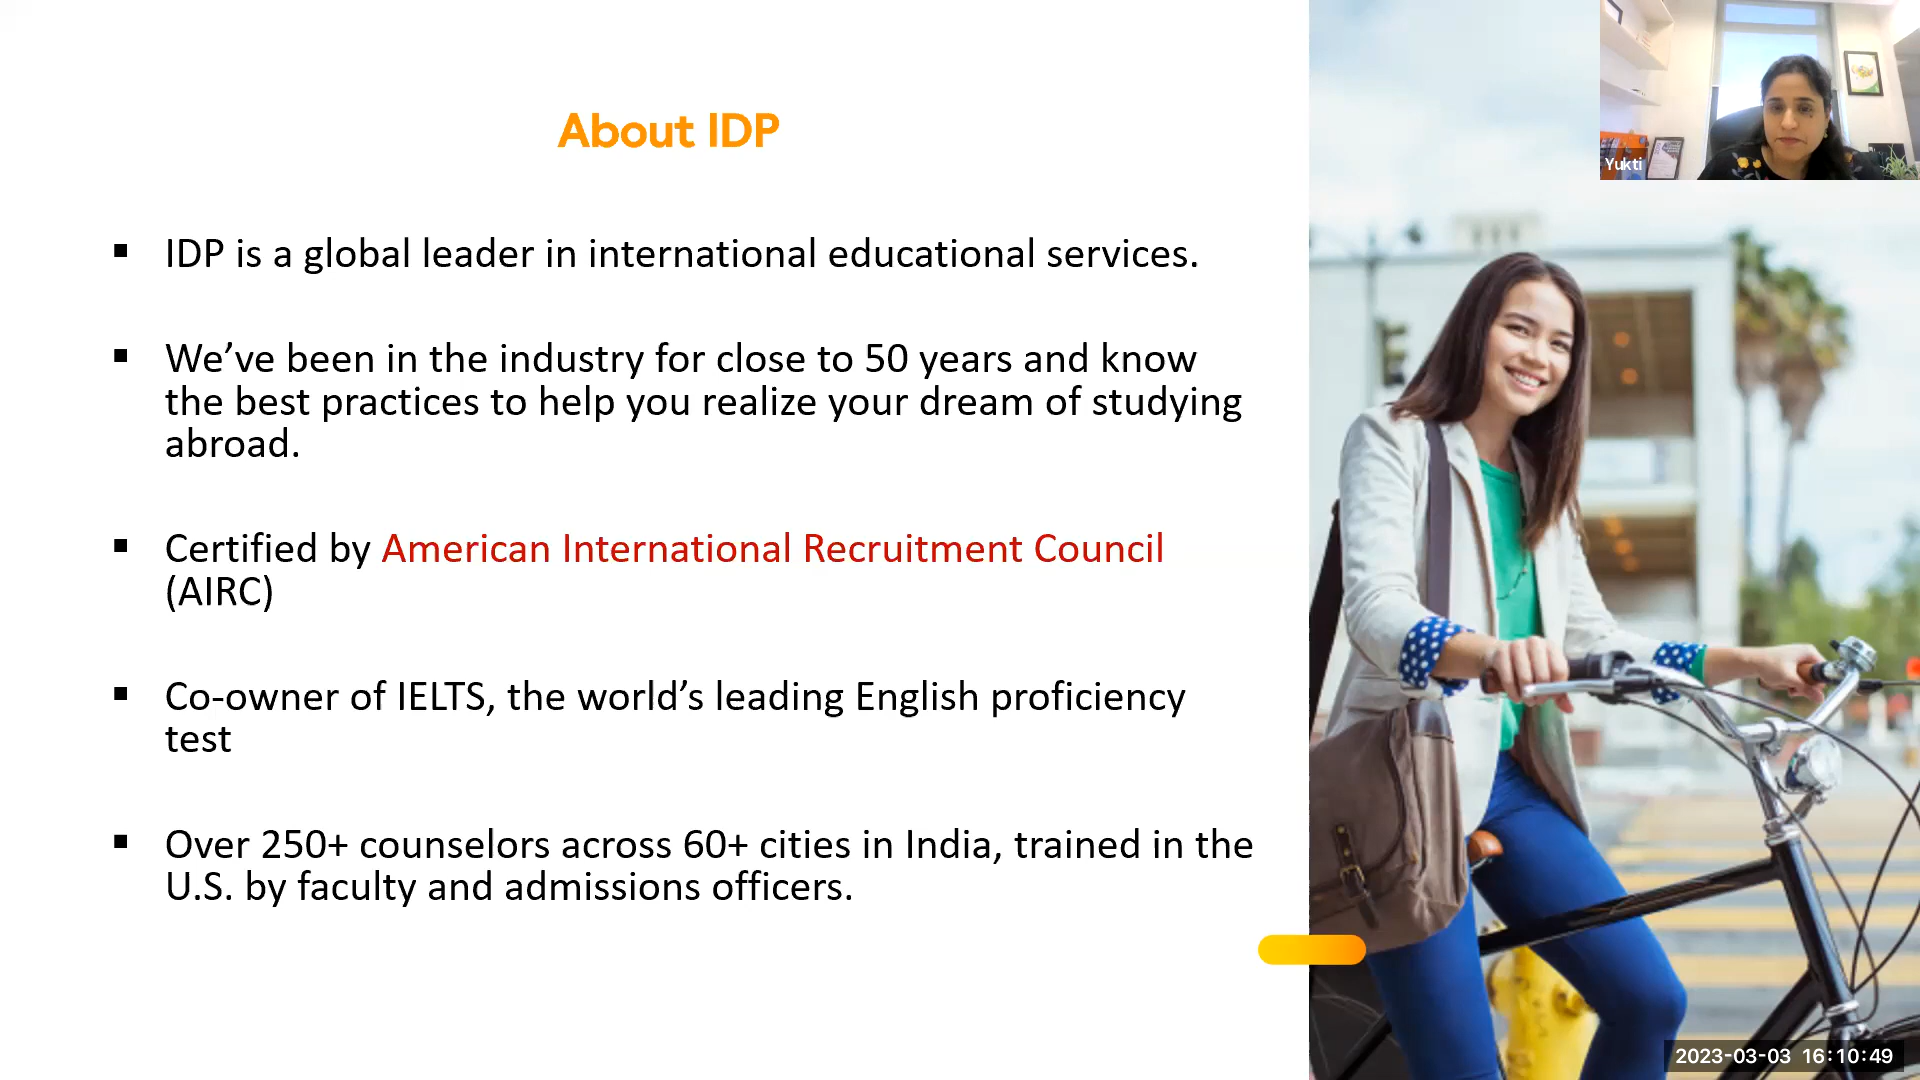 About IDP
▪ IDP is a global leader in international educational services.
▪ We’ve been in the industry for close to 50 years and know
the best practices to help you realize your dream of studying
abroad.
▪ Certified by American International Recruitment Council
(AIRC)
▪ Co-owner of IELTS, the world’s leading English proficiency
test
▪ Over 250+ counselors across 60+ cities in India, trained in the
U.S. by faculty and admissions officers.
Yukti
2023-03-03 16:10:49